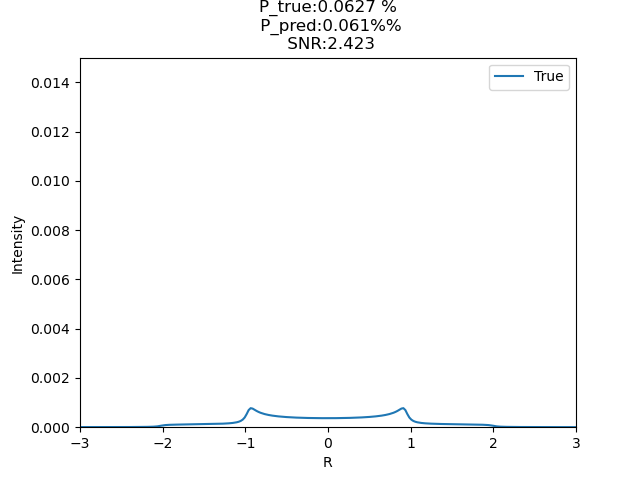 P_true:0.0627 %
P_pred:0.061%%
SNR:2.423
True
0.014
0.012
0.010
0.008
0.006
0.004
0.002
0.000
Intensity
−3
−2
−1
0
1
2
3
R